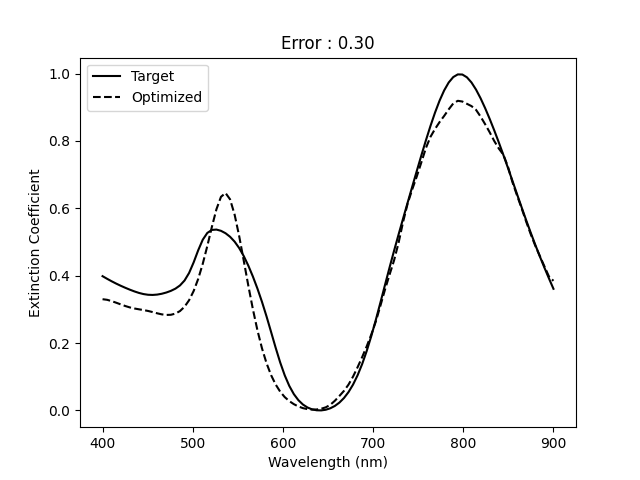 Error : 0.30
Target
Optimized
Extinction Coefficient
1.0
0.8
0.6
0.4
0.2
0.0
400 500 600 700 800 900
Wavelength (nm)